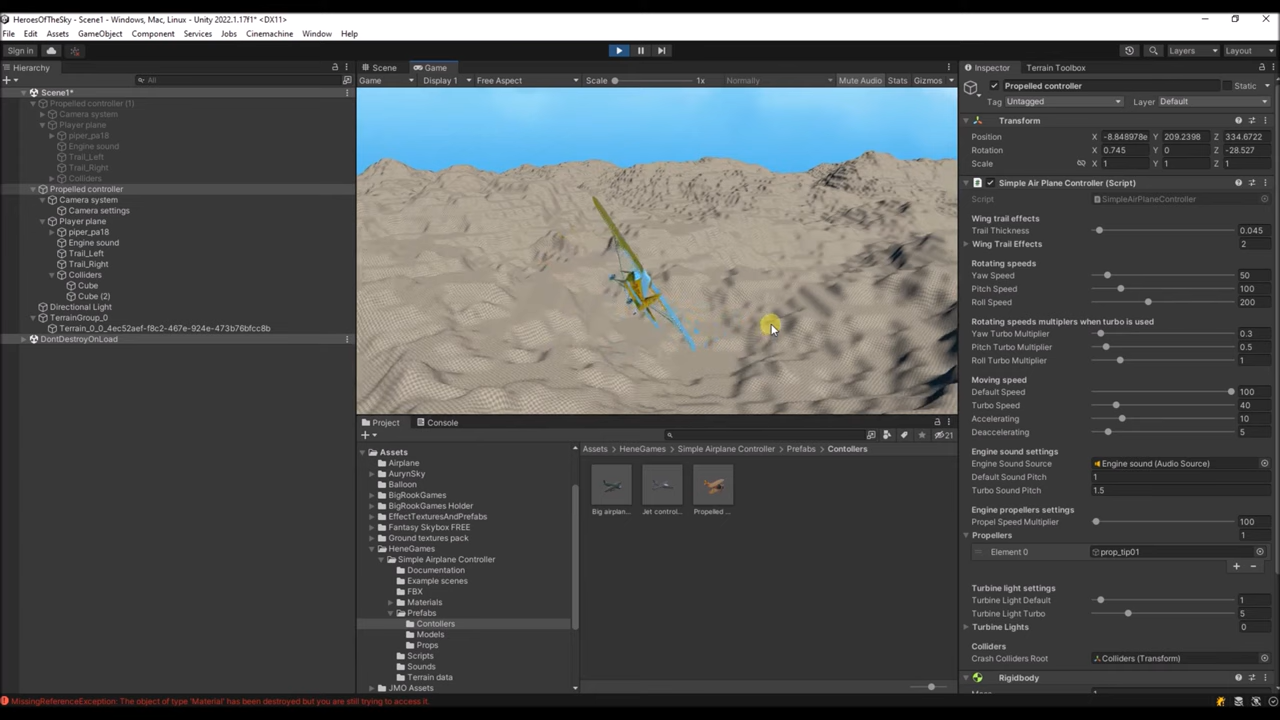 HeroesOfTheSky - Scene1 - Windows, Mac, Linux - Unity 2022.1.17f1* <DX11>
File Edit Assets GameObject Component Services Jobs Cinemachine Window Help
Sign in Layers Layout
Hierarchy
All
Scene1*
Propelled controller (1)
Camera system
Player plane
piper_pa18
Engine sound
Trail_Left
Trail_Right
Colliders
Propelled controller
Camera system
Camera settings
Player plane
piper_pa18
Engine sound
Trail_Left
Trail_Right
Colliders
Cube
Cube (2)
Directional Light
TerrainGroup_0
Terrain_0_0_4ec52aef-f8c2-467e-924e-473b76bfcc8b
DontDestroyOnLoad
Scene Game
Game Display 1 Free Aspect Scale 1x Normally Mute Audio Stats Gizmos
Project Console
21
Assets
Airplane
AurynSky
Balloon
BigRookGames
BigRookGames Holder
EffectTexturesAndPrefabs
Fantasy Skybox FREE
Ground textures pack
HeneGames
Simple Airplane Controller
Documentation
Example scenes
FBX
Materials
Prefabs
Contollers
Models
Props
Scripts
Sounds
Terrain data
JMO Assets
Assets HeneGames Simple Airplane Controller Prefabs Contollers
Big airplan... Jet control... Propelled ...
Inspector Terrain Toolbox
Propelled controller Static
Tag Untagged Layer Default
Transform
Position X -8.848978e Y 209.2398 Z 334.6722
Rotation X 0.745 Y 0 Z -28.527
Scale X 1 Y 1 Z 1
Simple Air Plane Controller (Script)
Script SimpleAirPlaneController
Wing trail effects
Trail Thickness 0.045
Wing Trail Effects 2
Rotating speeds
Yaw Speed 50
Pitch Speed 100
Roll Speed 200
Rotating speeds multipliers when turbo is used
Yaw Turbo Multiplier 0.3
Pitch Turbo Multiplier 0.5
Roll Turbo Multiplier 1
Moving speed
Default Speed 100
Turbo Speed 40
Accelerating 10
Deaccelerating 5
Engine sound settings
Engine Sound Source Engine sound (Audio Source)
Default Sound Pitch 1
Turbo Sound Pitch 1.5
Engine propellers settings
Propel Speed Multiplier 100
Propellers 1
Element 0 prop_tip01
Turbine light settings
Turbine Light Default 1
Turbine Light Turbo 5
Turbine Lights 0
Colliders
Crash Colliders Root Colliders (Transform)
Rigidbody
MissingReferenceException: The object of type 'Material' has been destroyed but you are still trying to access it.